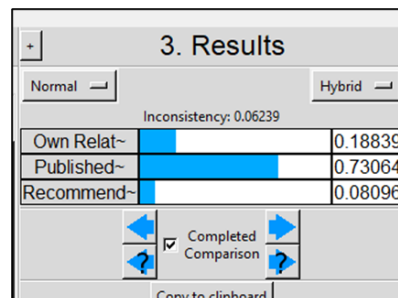 + 3. Results
Normal Hybrid
Inconsistency: 0.06239
Own Relat~ 0.18839
Published~ 0.73064
Recommend~ 0.08096
Completed
Comparison
? ?
Copy to clipboard